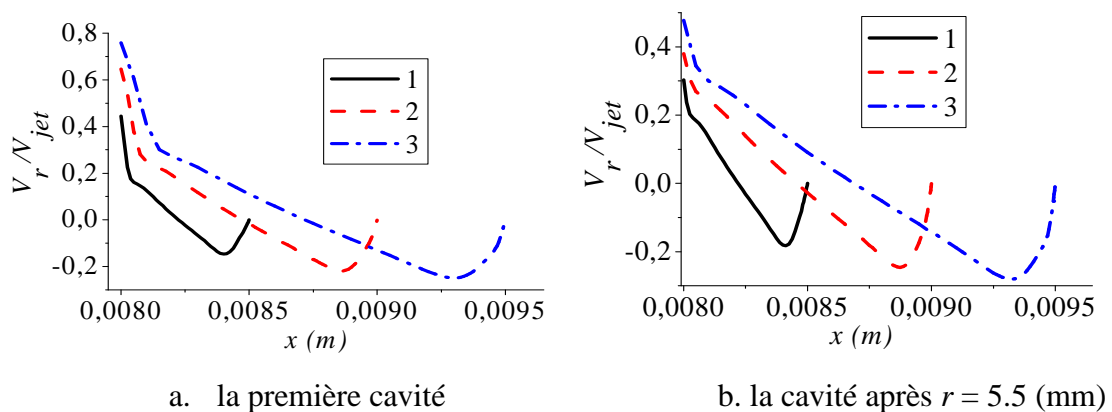 0,8
0,6
0,4
0,2
0,0
-0,2
V_r /V_jet
1
2
3
0,0080 0,0085 0,0090 0,0095
x (m)
a. la première cavité
0,4
0,2
0,0
-0,2
V_r /V_jet
1
2
3
0,0080 0,0085 0,0090 0,0095
x (m)
b. la cavité après r = 5.5 (mm)